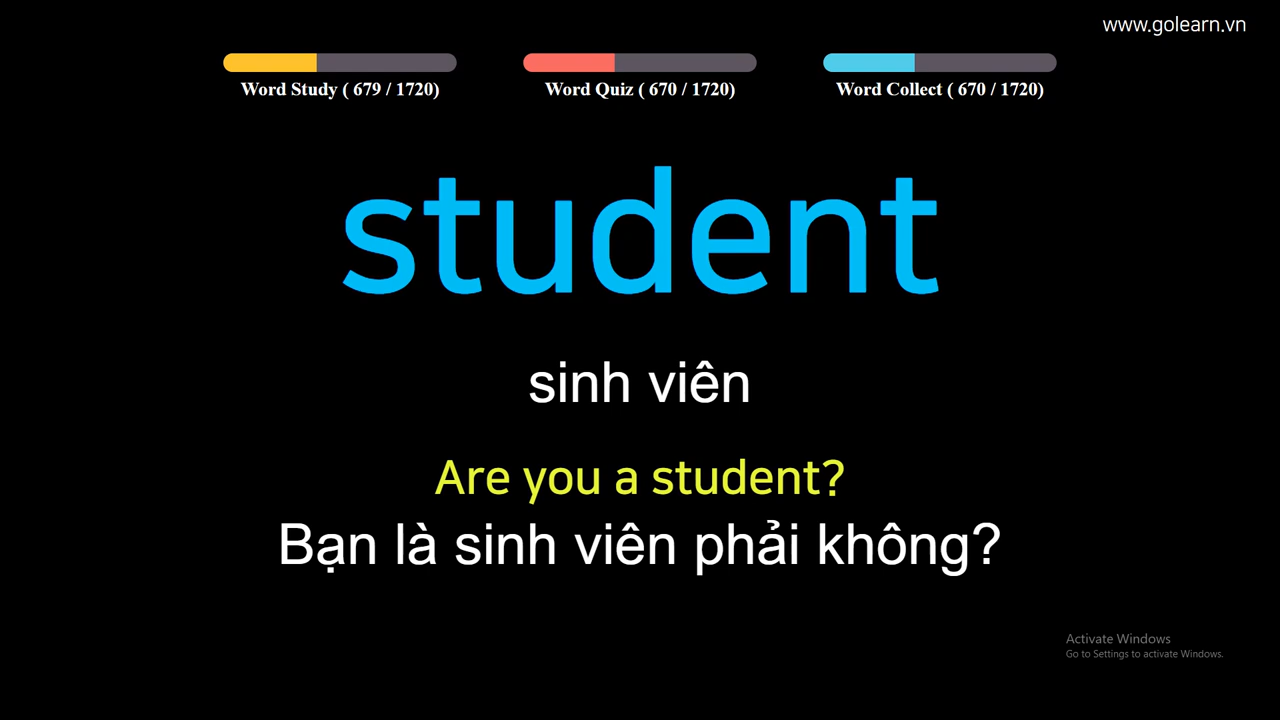 www.golearn.vn
Word Study ( 679 / 1720)
Word Quiz ( 670 / 1720)
Word Collect ( 670 / 1720)
student
sinh viên
Are you a student?
Bạn là sinh viên phải không?
Activate Windows
Go to Settings to activate Windows.